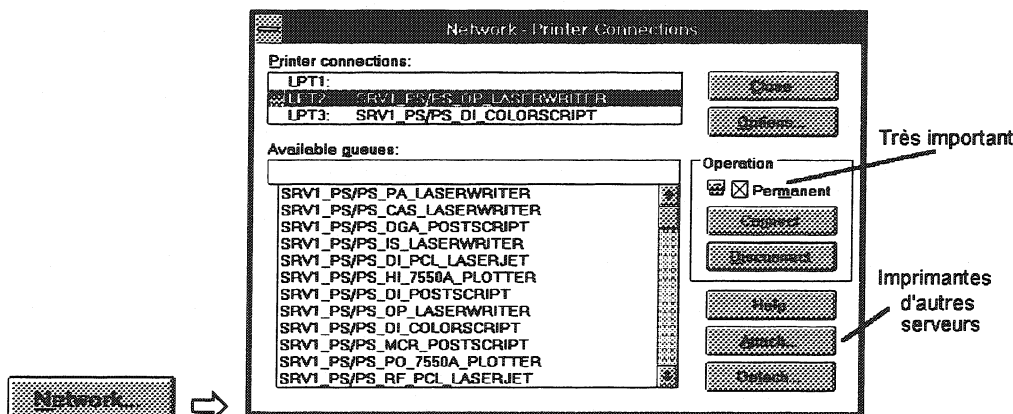 Network - Printer Connections
Printer connections:
LPT1:
LPT2: SRV1_PS/PS_OP_LASERWRITER
LPT3: SRV1_PS/PS_DI_COLORSCRIPT
Close
Options
Available queues:
SRV1_PS/PS_PA_LASERWRITER
SRV1_PS/PS_CAS_LASERWRITER
SRV1_PS/PS_DGA_POSTSCRIPT
SRV1_PS/PS_IS_LASERWRITER
SRV1_PS/PS_DI_PCL_LASERJET
SRV1_PS/PS_HI_7550A_PLOTTER
SRV1_PS/PS_DI_POSTSCRIPT
SRV1_PS/PS_OP_LASERWRITER
SRV1_PS/PS_DI_COLORSCRIPT
SRV1_PS/PS_MCR_POSTSCRIPT
SRV1_PS/PS_PO_7550A_PLOTTER
SRV1_PS/PS_RF_PCL_LASERJET
Operation
Permanent
Connect
Disconnect
Help
Attach...
Detach...
Très important
Imprimantes
d'autres
serveurs
Network...